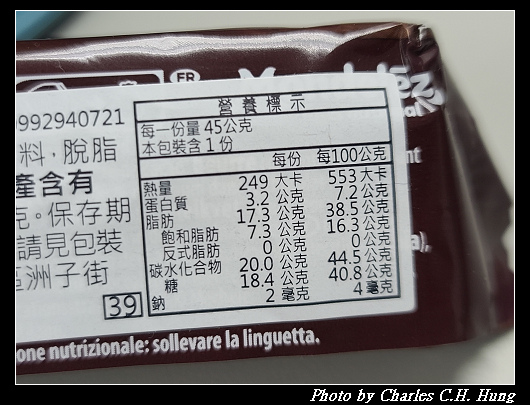 FR
營養標示
每一份量 45公克
本包裝含 1 份
每份 每100公克
熱量 249 大卡 553 大卡
蛋白質 3.2 公克 7.2 公克
脂肪 17.3 公克 38.5 公克
飽和脂肪 7.3 公克 16.3 公克
反式脂肪 0 公克 0 公克
碳水化合物 20.0 公克 44.5 公克
糖 18.4 公克 40.8 公克
鈉 2 毫克 4 毫克
9992940721
料,脫脂
產含有
克。保存期
請見包裝
洲子街
39
one nutrizionale: sollevare la linguetta.
Photo by Charles C.H. Hung